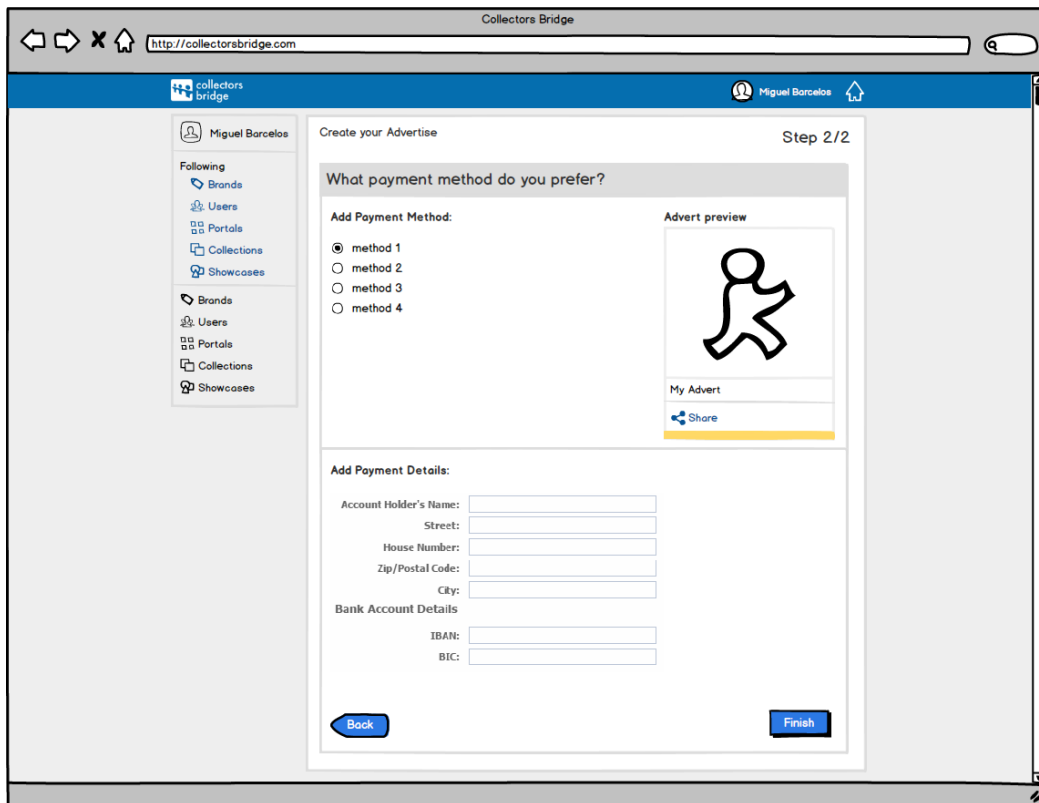 Collectors Bridge
http://collectorsbridge.com
collectors
bridge
Miguel Barcelos
Miguel Barcelos
Following
Brands
Users
Portals
Collections
Showcases
Brands
Users
Portals
Collections
Showcases
Create your Advertise
Step 2/2
What payment method do you prefer?
Add Payment Method:
method 1
method 2
method 3
method 4
Advert preview
My Advert
Share
Add Payment Details:
Account Holder's Name:
Street:
House Number:
Zip/Postal Code:
City:
Bank Account Details
IBAN:
BIC:
Back
Finish